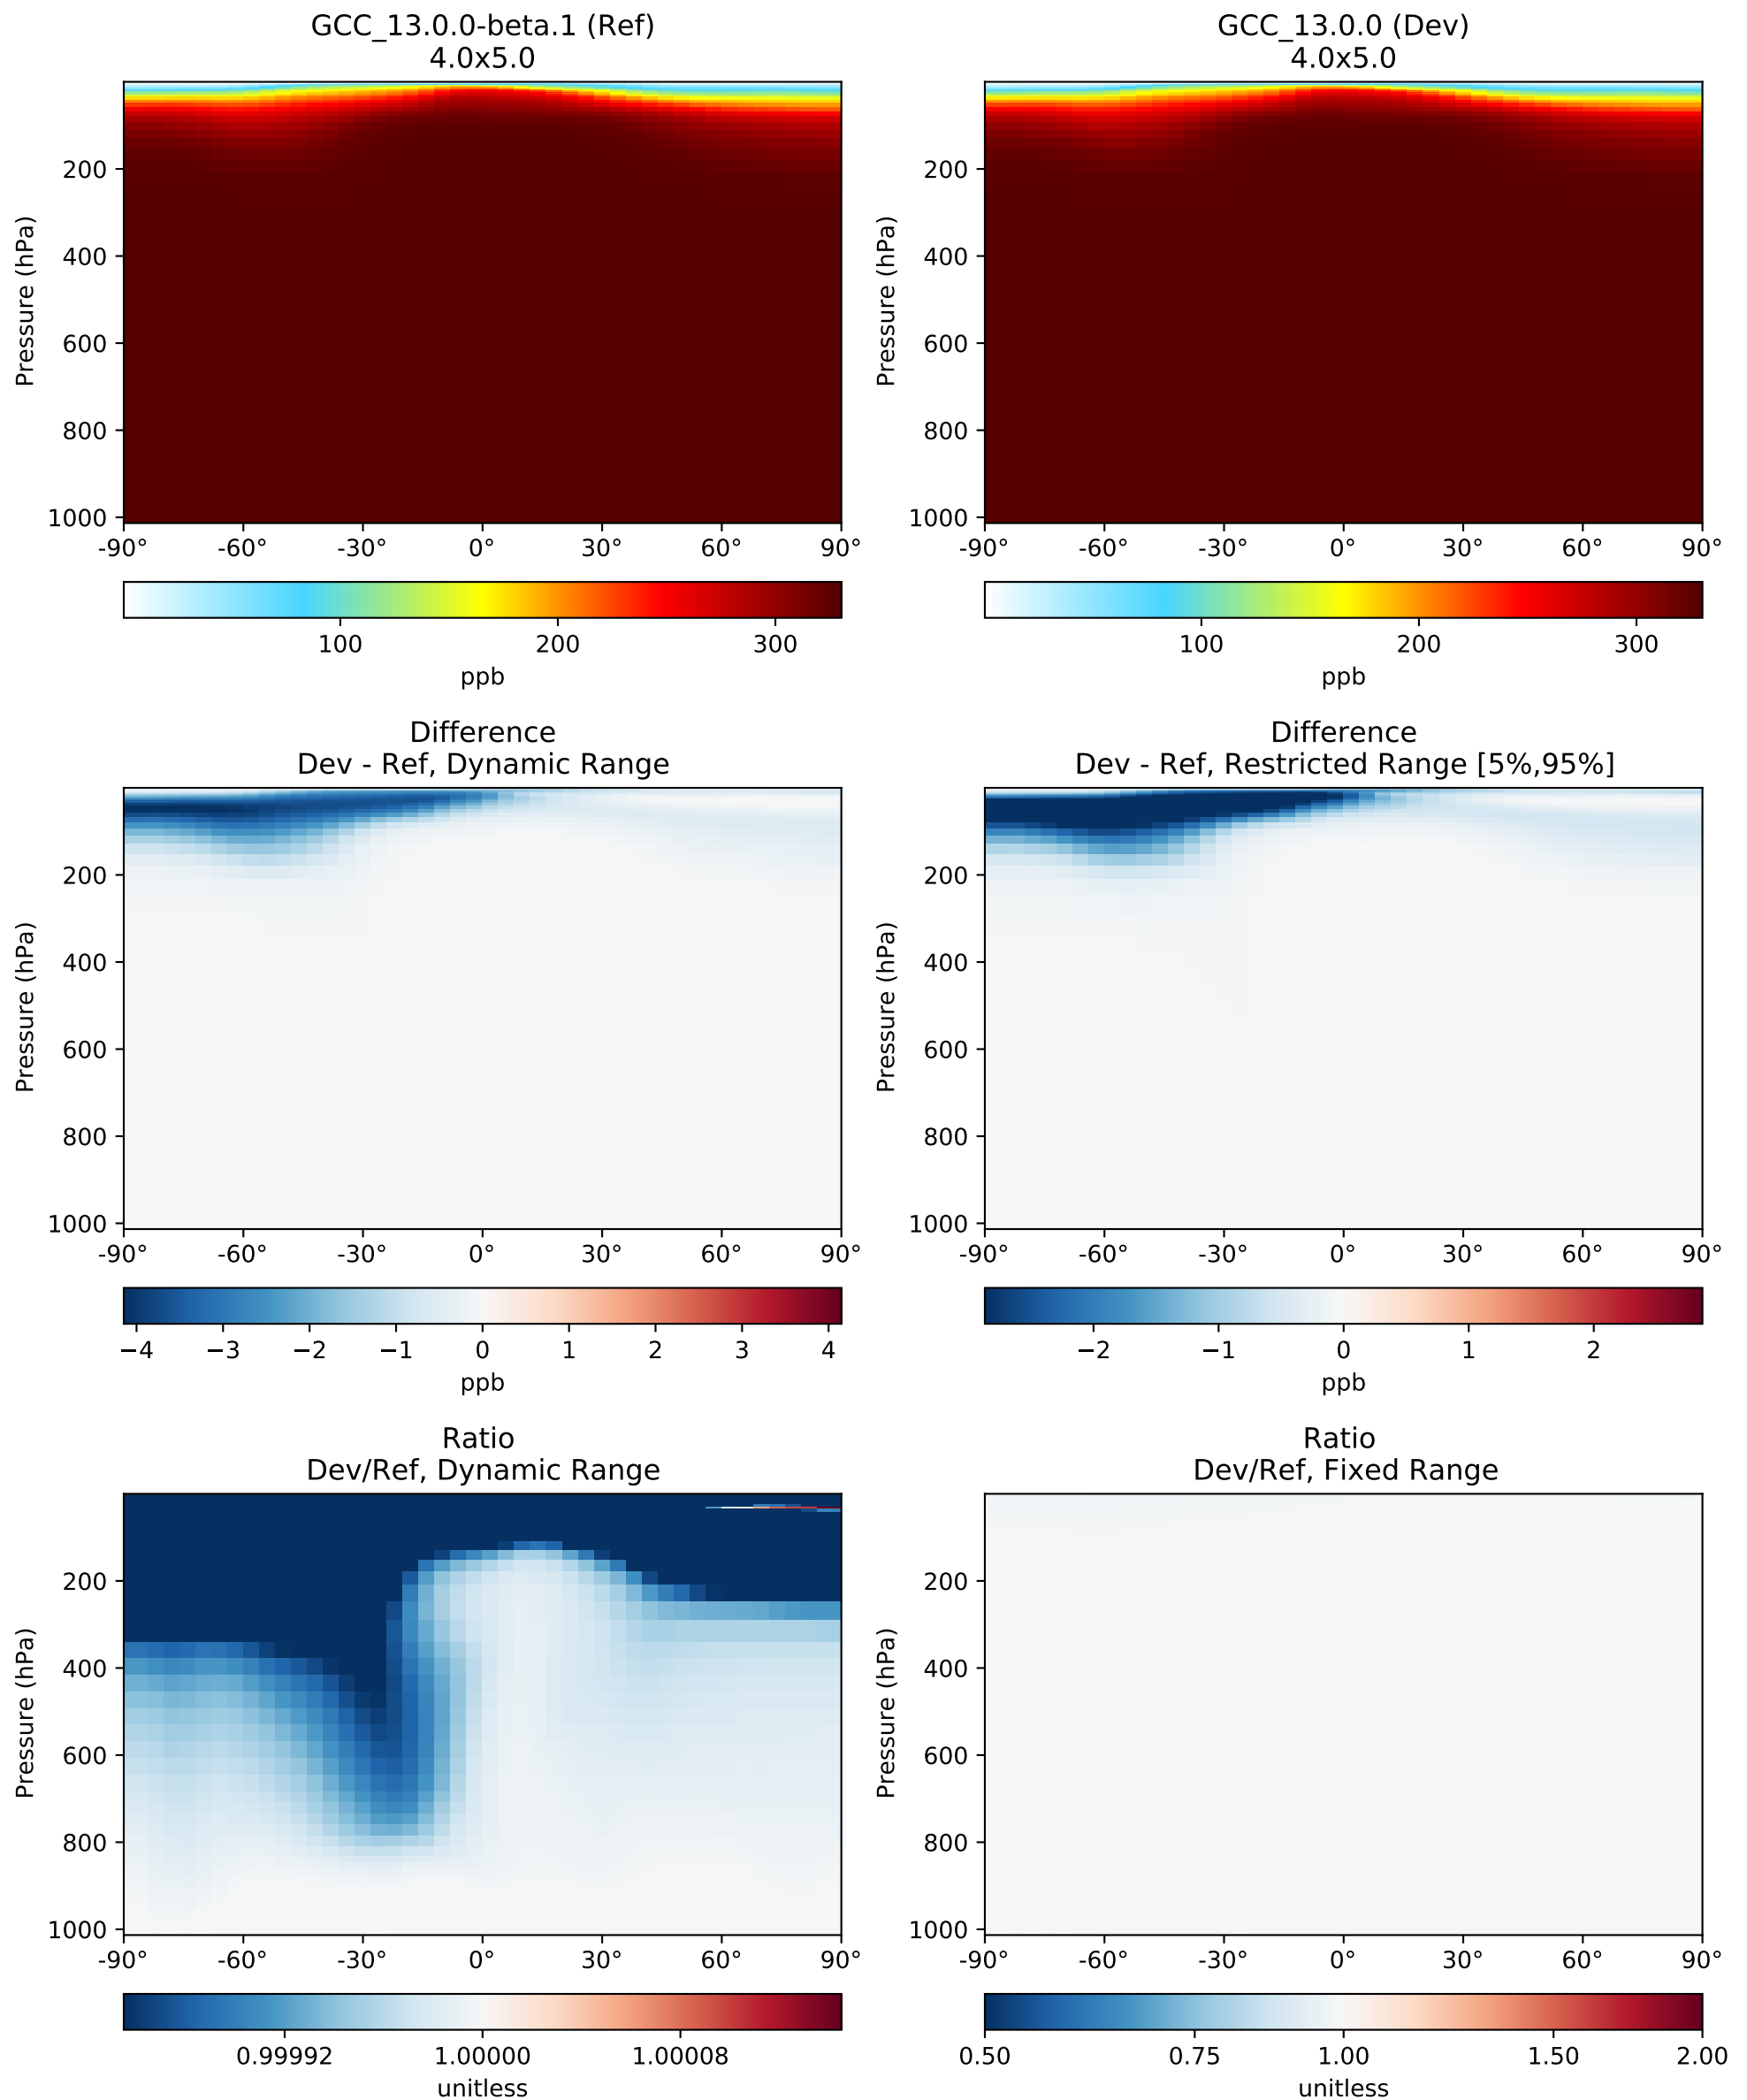 GCC_13.0.0-beta.1 (Ref)
4.0x5.0
Pressure (hPa)
200
400
600
800
1000
-90° -60° -30° 0° 30° 60° 90°
100 200 300
ppb
GCC_13.0.0 (Dev)
4.0x5.0
Pressure (hPa)
200
400
600
800
1000
-90° -60° -30° 0° 30° 60° 90°
100 200 300
ppb
Difference
Dev - Ref, Dynamic Range
Pressure (hPa)
200
400
600
800
1000
-90° -60° -30° 0° 30° 60° 90°
−4 −3 −2 −1 0 1 2 3 4
ppb
Difference
Dev - Ref, Restricted Range [5%,95%]
Pressure (hPa)
200
400
600
800
1000
-90° -60° -30° 0° 30° 60° 90°
−2 −1 0 1 2
ppb
Ratio
Dev/Ref, Dynamic Range
Pressure (hPa)
200
400
600
800
1000
-90° -60° -30° 0° 30° 60° 90°
0.99992 1.00000 1.00008
unitless
Ratio
Dev/Ref, Fixed Range
Pressure (hPa)
200
400
600
800
1000
-90° -60° -30° 0° 30° 60° 90°
0.50 0.75 1.00 1.50 2.00
unitless